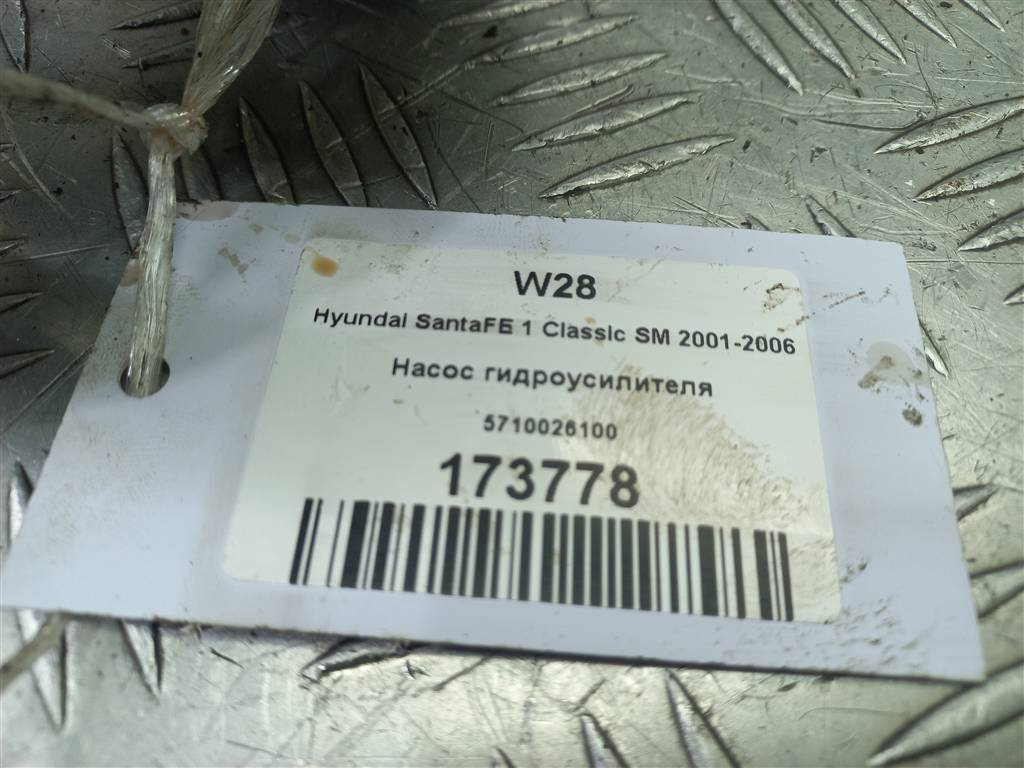 W28
Hyundai SantaFE 1 Classic SM 2001-2006
Насос гидроусилителя
5710026100
173778